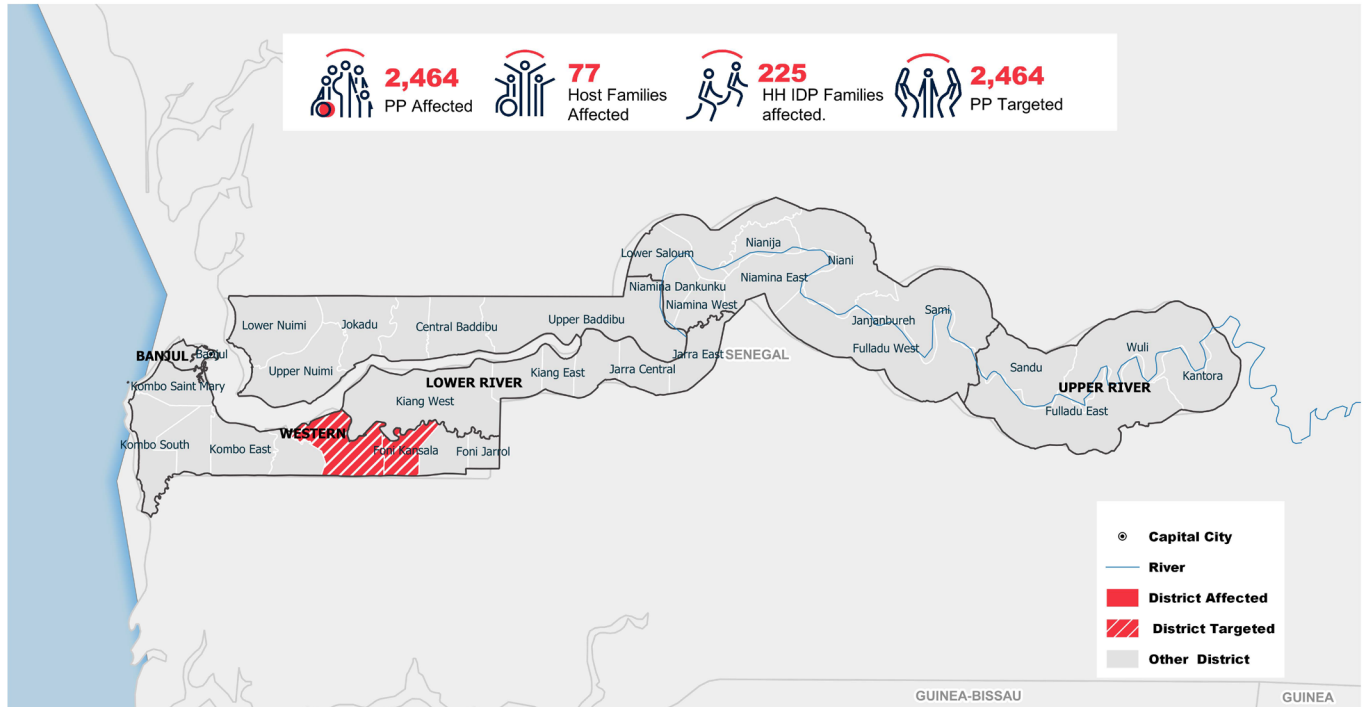 2,464
PP Affected
77
Host Families
Affected
225
HH IDP Families
affected.
2,464
PP Targeted
Lower Saloum
Nianija
Niani
Niamina East
Niamina Dankunku
Niamina West
Lower Nuimi
Jokadu
Central Baddibu
Upper Baddibu
Janjanbureh
Sami
Fulladu West
BANJUL
Banjul
Jarra East
SENEGAL
Sandu
Wuli
Upper Nuimi
Kiang East
Jarra Central
Kantora
LOWER RIVER
UPPER RIVER
*Kombo Saint Mary
Kiang West
Fulladu East
WESTERN
Kombo South
Kombo East
Foni Kansala
Foni Jarrol
Capital City
River
District Affected
District Targeted
Other District
GUINEA-BISSAU
GUINEA